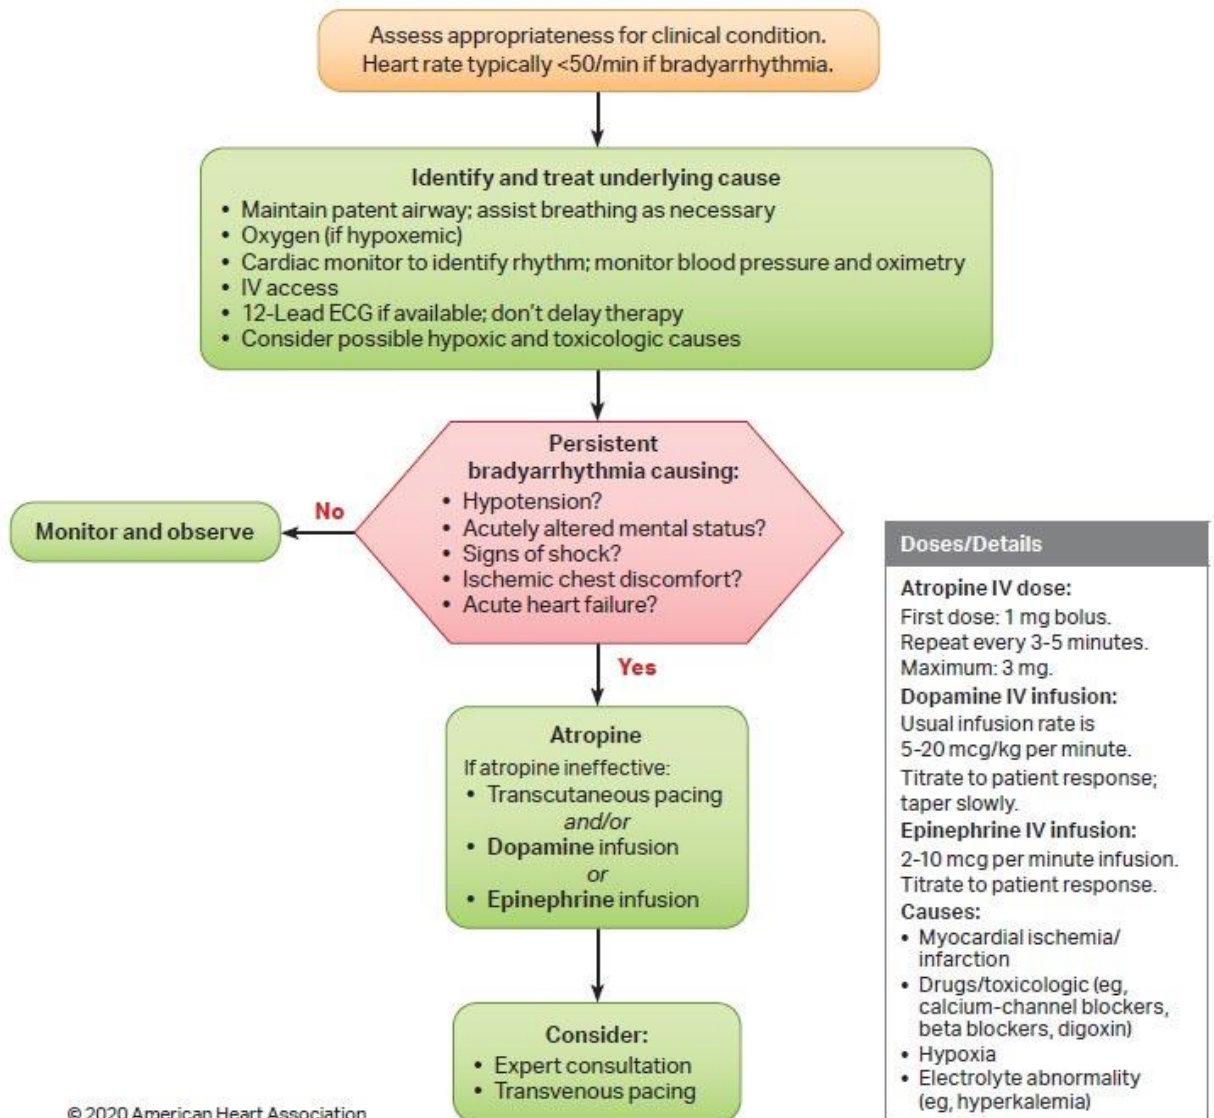 Assess appropriateness for clinical condition.
Heart rate typically <50/min if bradyarrhythmia.
Identify and treat underlying cause
• Maintain patent airway; assist breathing as necessary
• Oxygen (if hypoxemic)
• Cardiac monitor to identify rhythm; monitor blood pressure and oximetry
• IV access
• 12-Lead ECG if available; don't delay therapy
• Consider possible hypoxic and toxicologic causes
Persistent
bradyarrhythmia causing:
• Hypotension?
• Acutely altered mental status?
• Signs of shock?
• Ischemic chest discomfort?
• Acute heart failure?
No
Monitor and observe
Yes
Atropine
If atropine ineffective:
• Transcutaneous pacing
and/or
• Dopamine infusion
or
• Epinephrine infusion
Consider:
• Expert consultation
• Transvenous pacing
Doses/Details
Atropine IV dose:
First dose: 1 mg bolus.
Repeat every 3-5 minutes.
Maximum: 3 mg.
Dopamine IV infusion:
Usual infusion rate is
5-20 mcg/kg per minute.
Titrate to patient response;
taper slowly.
Epinephrine IV infusion:
2-10 mcg per minute infusion.
Titrate to patient response.
Causes:
• Myocardial ischemia/
infarction
• Drugs/toxicologic (eg,
calcium-channel blockers,
beta blockers, digoxin)
• Hypoxia
• Electrolyte abnormality
(eg, hyperkalemia)
© 2020 American Heart Association